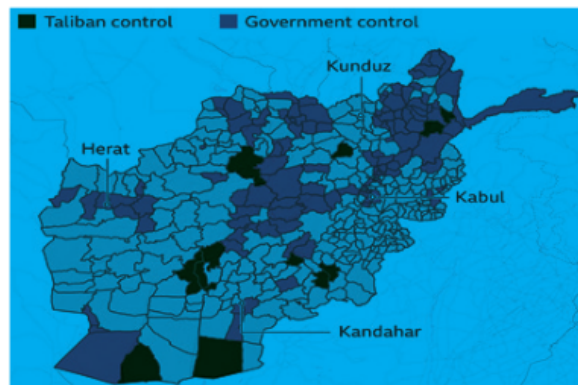 Taliban control
Government control
Kunduz
Herat
Kabul
Kandahar